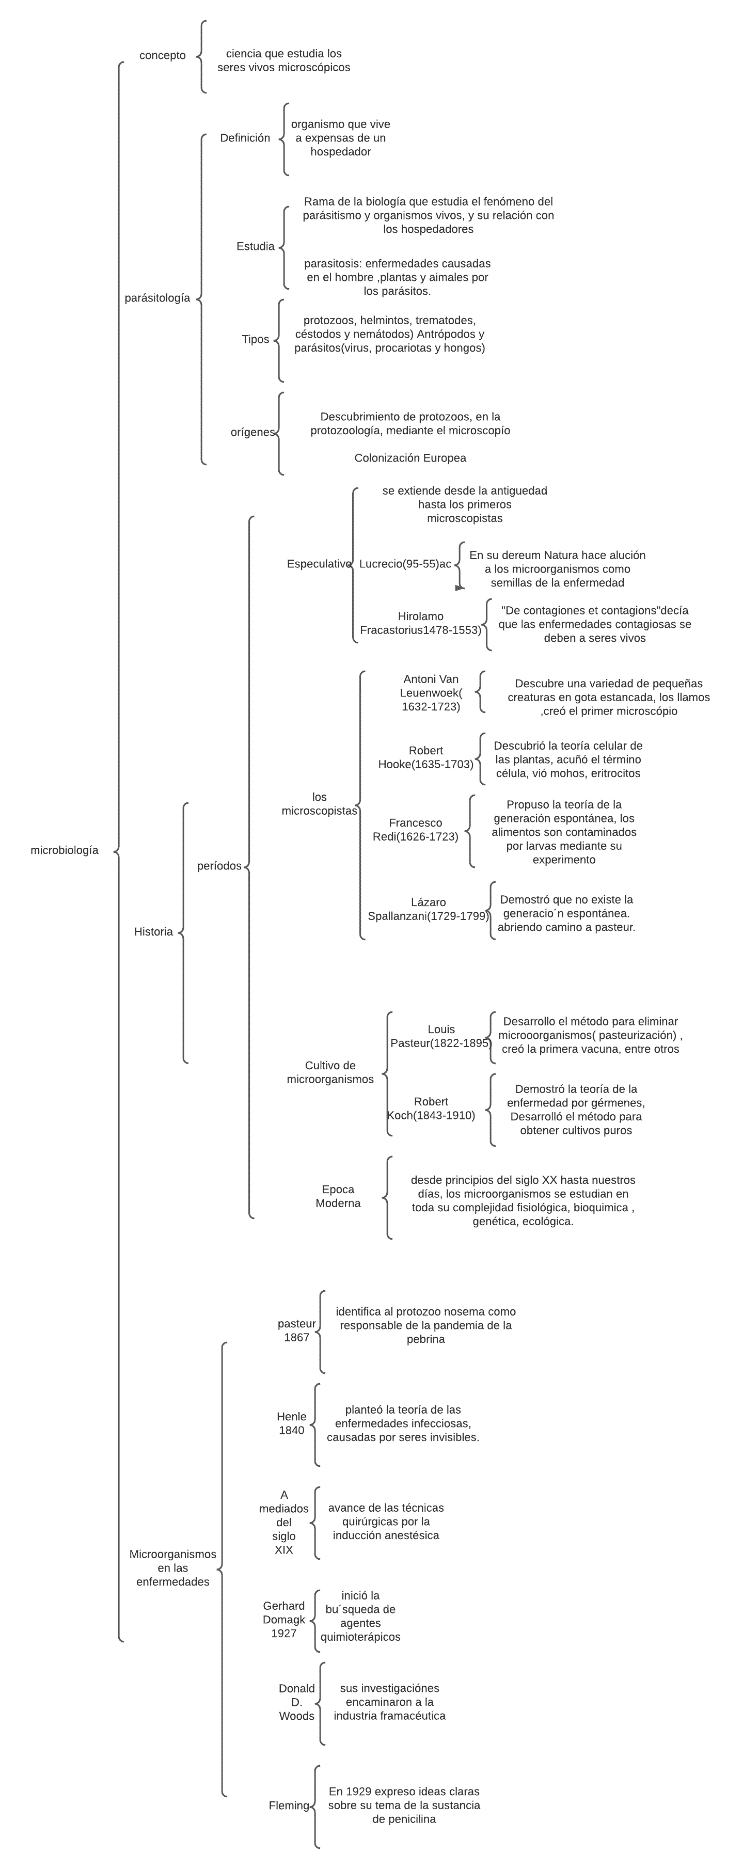 concepto
ciencia que estudia los
seres vivos microscópicos
Definición
organismo que vive
a expensas de un
hospedador
Rama de la biología que estudia el fenómeno del
parásitismo y organismos vivos, y su relación con
los hospedadores
Estudia
parasitosis: enfermedades causadas
en el hombre ,plantas y aimales por
los parásitos.
parásitología
Tipos
protozoos, helmintos, trematodes,
céstodos y nemátodos) Antrópodos y
parásitos(virus, procariotas y hongos)
orígenes
Descubrimiento de protozoos, en la
protozoología, mediante el microscopío
Colonización Europea
se extiende desde la antiguedad
hasta los primeros
microscopistas
Especulativo
Lucrecio(95-55)ac
En su dereum Natura hace alución
a los microorganismos como
semillas de la enfermedad
Hirolamo
Fracastorius1478-1553)
"De contagiones et contagions"decía
que las enfermedades contagiosas se
deben a seres vivos
Antoni Van
Leuenwoek(
1632-1723)
Descubre una variedad de pequeñas
creaturas en gota estancada, los llamos
,creó el primer microscópio
Robert
Hooke(1635-1703)
Descubrió la teoría celular de
las plantas, acuñó el término
célula, vió mohos, eritrocitos
los
microscopistas
Francesco
Redi(1626-1723)
Propuso la teoría de la
generación espontánea, los
alimentos son contaminados
por larvas mediante su
experimento
microbiología
períodos
Lázaro
Spallanzani(1729-1799)
Demostró que no existe la
generacio´n espontánea.
abriendo camino a pasteur.
Historia
Louis
Pasteur(1822-1895)
Desarrollo el método para eliminar
microoorganismos( pasteurización) ,
creó la primera vacuna, entre otros
Cultivo de
microorganismos
Robert
Koch(1843-1910)
Demostró la teoría de la
enfermedad por gérmenes,
Desarrolló el método para
obtener cultivos puros
Epoca
Moderna
desde principios del siglo XX hasta nuestros
días, los microorganismos se estudian en
toda su complejidad fisiológica, bioquimica ,
genética, ecológica.
pasteur
1867
identifica al protozoo nosema como
responsable de la pandemia de la
pebrina
Henle
1840
planteó la teoría de las
enfermedades infecciosas,
causadas por seres invisibles.
A
mediados
del
siglo
XIX
avance de las técnicas
quirúrgicas por la
inducción anestésica
Microorganismos
en las
enfermedades
Gerhard
Domagk
1927
inició la
bu´squeda de
agentes
quimioterápicos
Donald
D.
Woods
sus investigaciónes
encaminaron a la
industria framacéutica
Fleming
En 1929 expreso ideas claras
sobre su tema de la sustancia
de penicilina